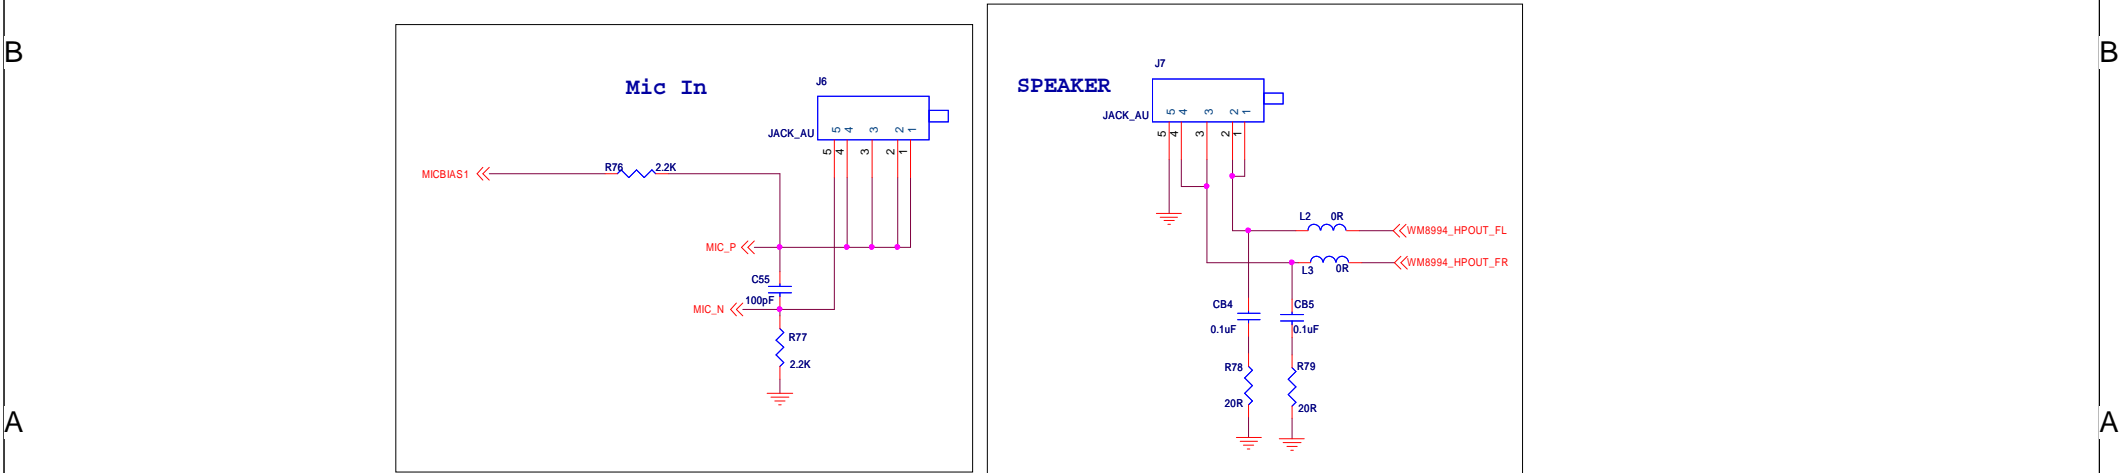 B
B
Mic In
J6
JACK_AU
5 4 3 2 1
5 4 3 2 1
MICBIAS1
R76 2.2K
MIC_P
C55
100pF
MIC_N
R77
2.2K
SPEAKER
J7
JACK_AU
5 4 3 2 1
5 4 3 2 1
L2 0R
WM8994_HPOUT_FL
L3 0R
WM8994_HPOUT_FR
CB4
0.1uF
CB5
0.1uF
R78
20R
R79
20R
A
A